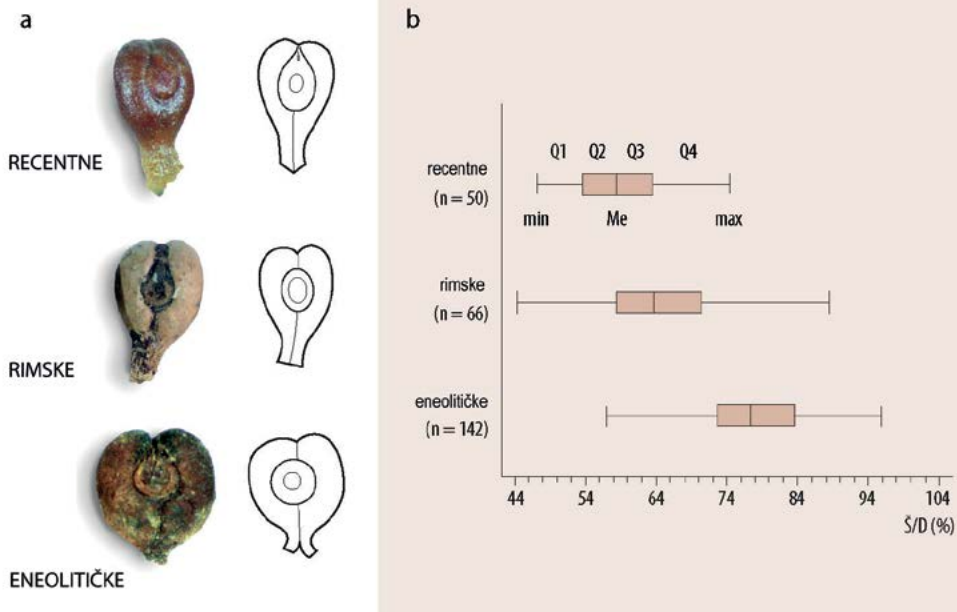 a
RECENTNE
RIMSKE
ENEOLITIČKE
b
Q1 Q2 Q3 Q4
recentne
(n = 50)
min Me max
rimske
(n = 66)
eneolitičke
(n = 142)
44 54 64 74 84 94 104
Š/D (%)